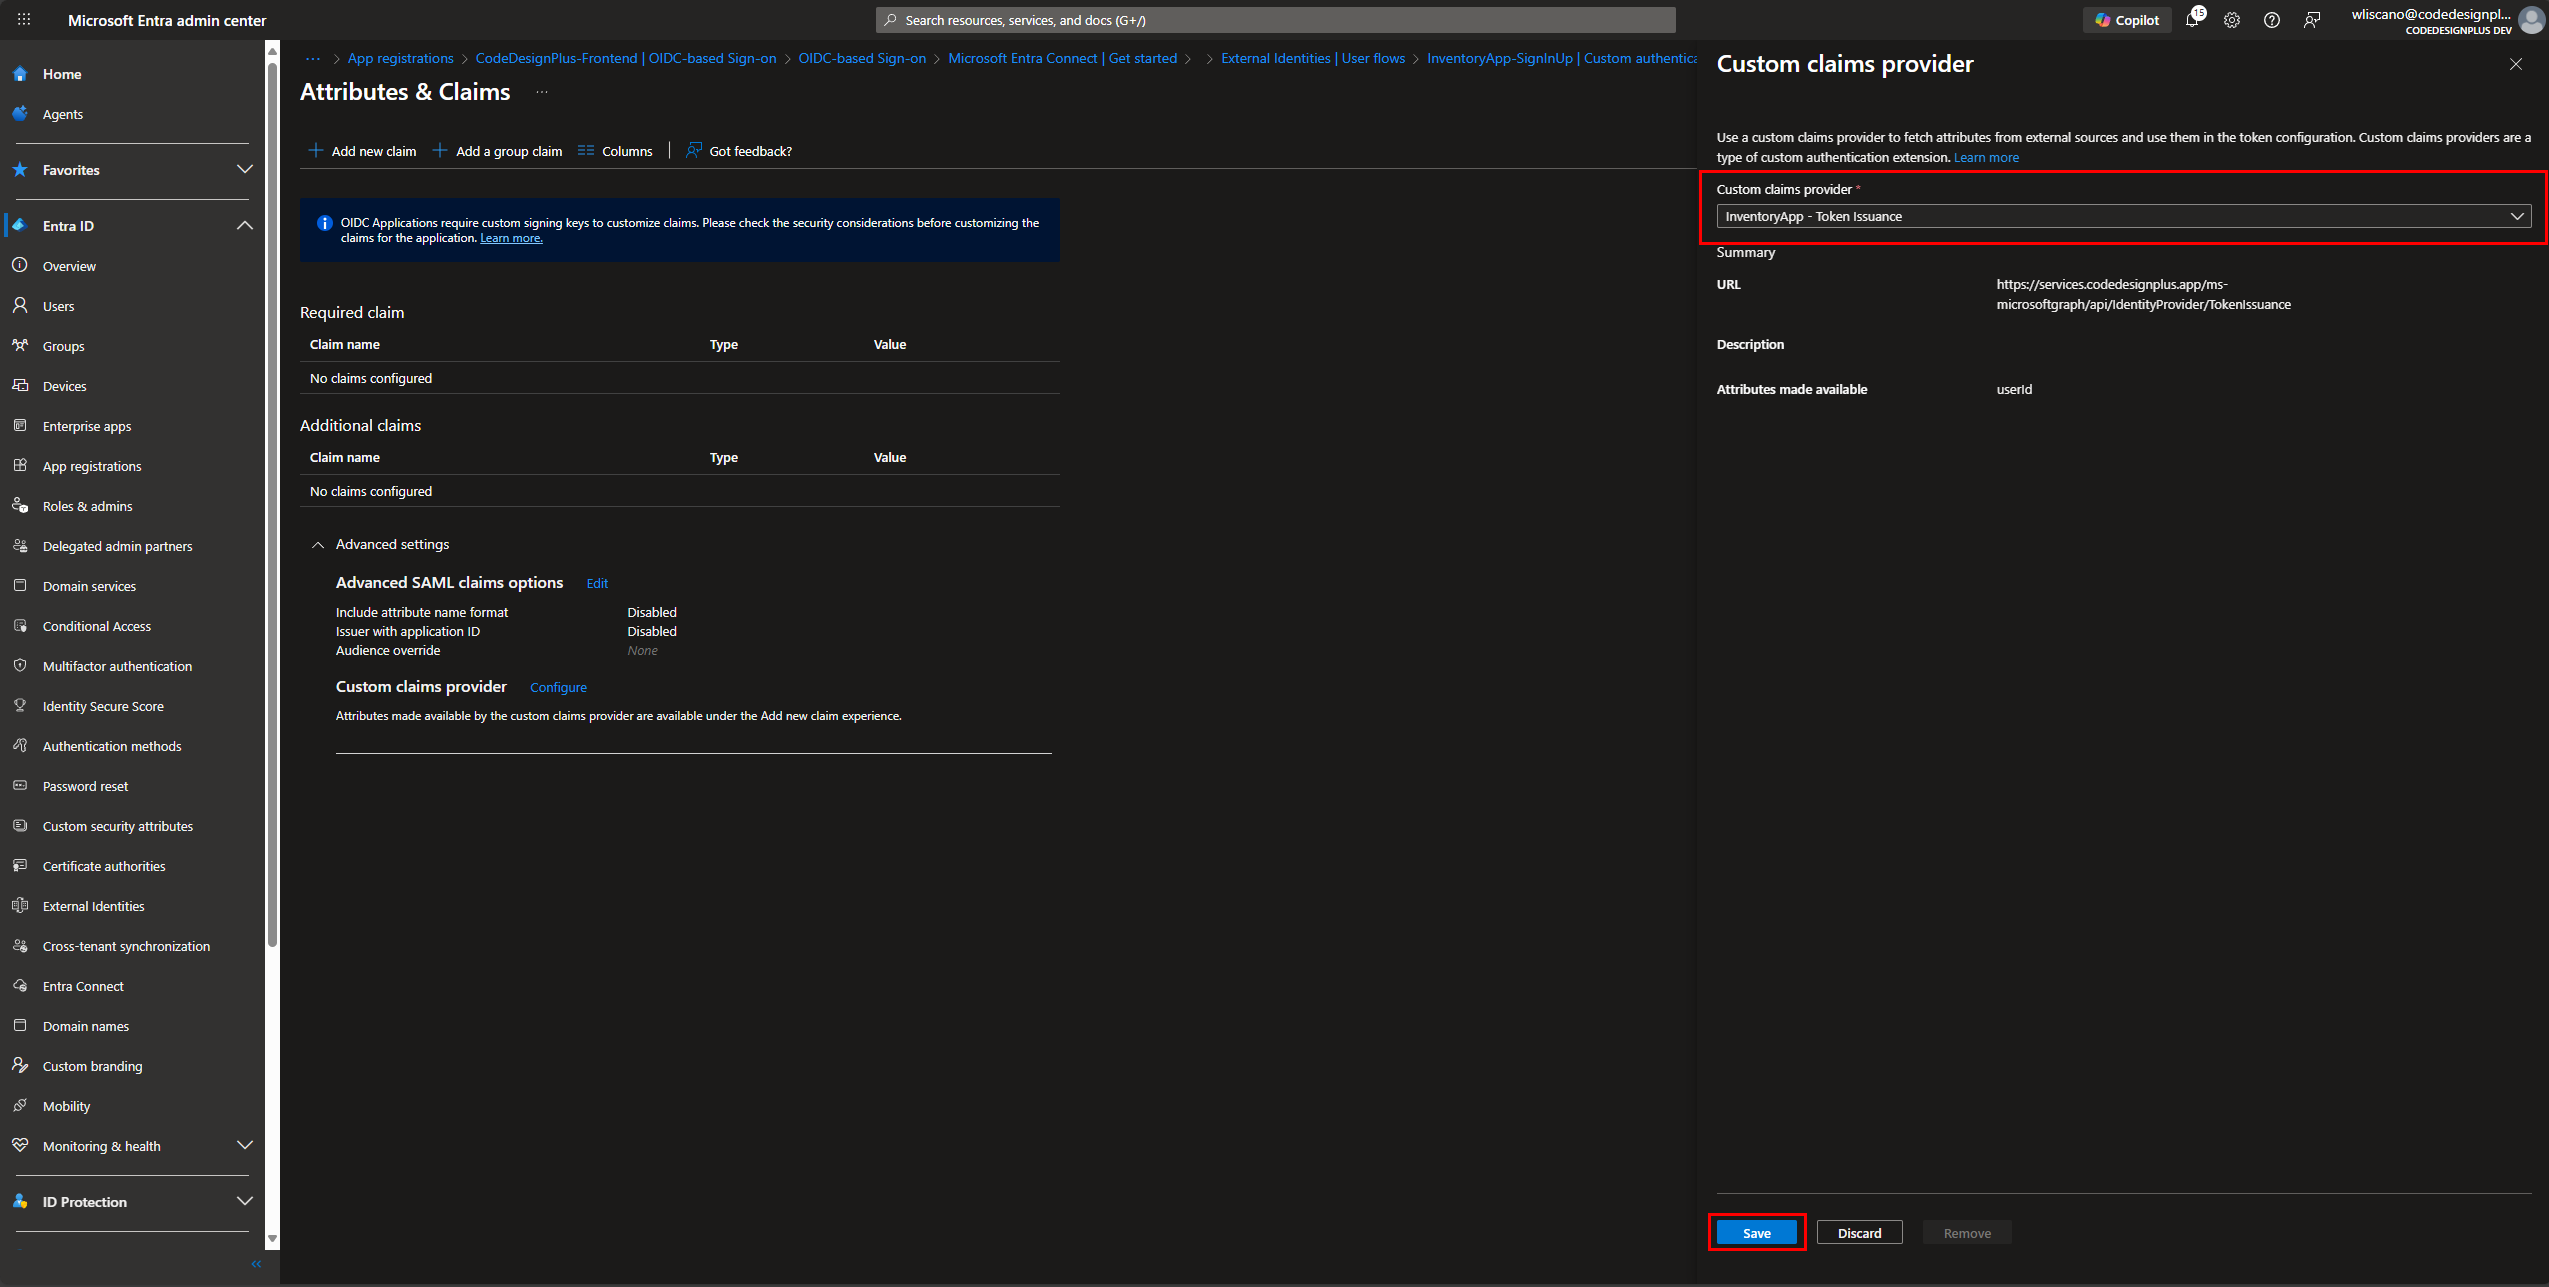 Microsoft Entra admin center
Search resources, services, and docs (G+/)
Copilot
15
wliscano@codedesignpl...
CODEDESIGNPLUS DEV
Home
Agents
Favorites
Entra ID
Overview
Users
Groups
Devices
Enterprise apps
App registrations
Roles & admins
Delegated admin partners
Domain services
Conditional Access
Multifactor authentication
Identity Secure Score
Authentication methods
Password reset
Custom security attributes
Certificate authorities
External Identities
Cross-tenant synchronization
Entra Connect
Domain names
Custom branding
Mobility
Monitoring & health
ID Protection
... > App registrations > CodeDesignPlus-Frontend | OIDC-based Sign-on > OIDC-based Sign-on > Microsoft Entra Connect | Get started > > External Identities | User flows > InventoryApp-SignInUp | Custom authentica
Attributes & Claims ...
Add new claim
Add a group claim
Columns
Got feedback?
OIDC Applications require custom signing keys to customize claims. Please check the security considerations before customizing the
claims for the application. Learn more.
Required claim
Claim name Type Value
No claims configured
Additional claims
Claim name Type Value
No claims configured
Advanced settings
Advanced SAML claims options Edit
Include attribute name format Disabled
Issuer with application ID Disabled
Audience override None
Custom claims provider Configure
Attributes made available by the custom claims provider are available under the Add new claim experience.
Custom claims provider
Use a custom claims provider to fetch attributes from external sources and use them in the token configuration. Custom claims providers are a
type of custom authentication extension. Learn more
Custom claims provider *
InventoryApp - Token Issuance
Summary
URL https://services.codedesignplus.app/ms-
microsoftgraph/api/IdentityProvider/TokenIssuance
Description
Attributes made available userId
Save
Discard
Remove